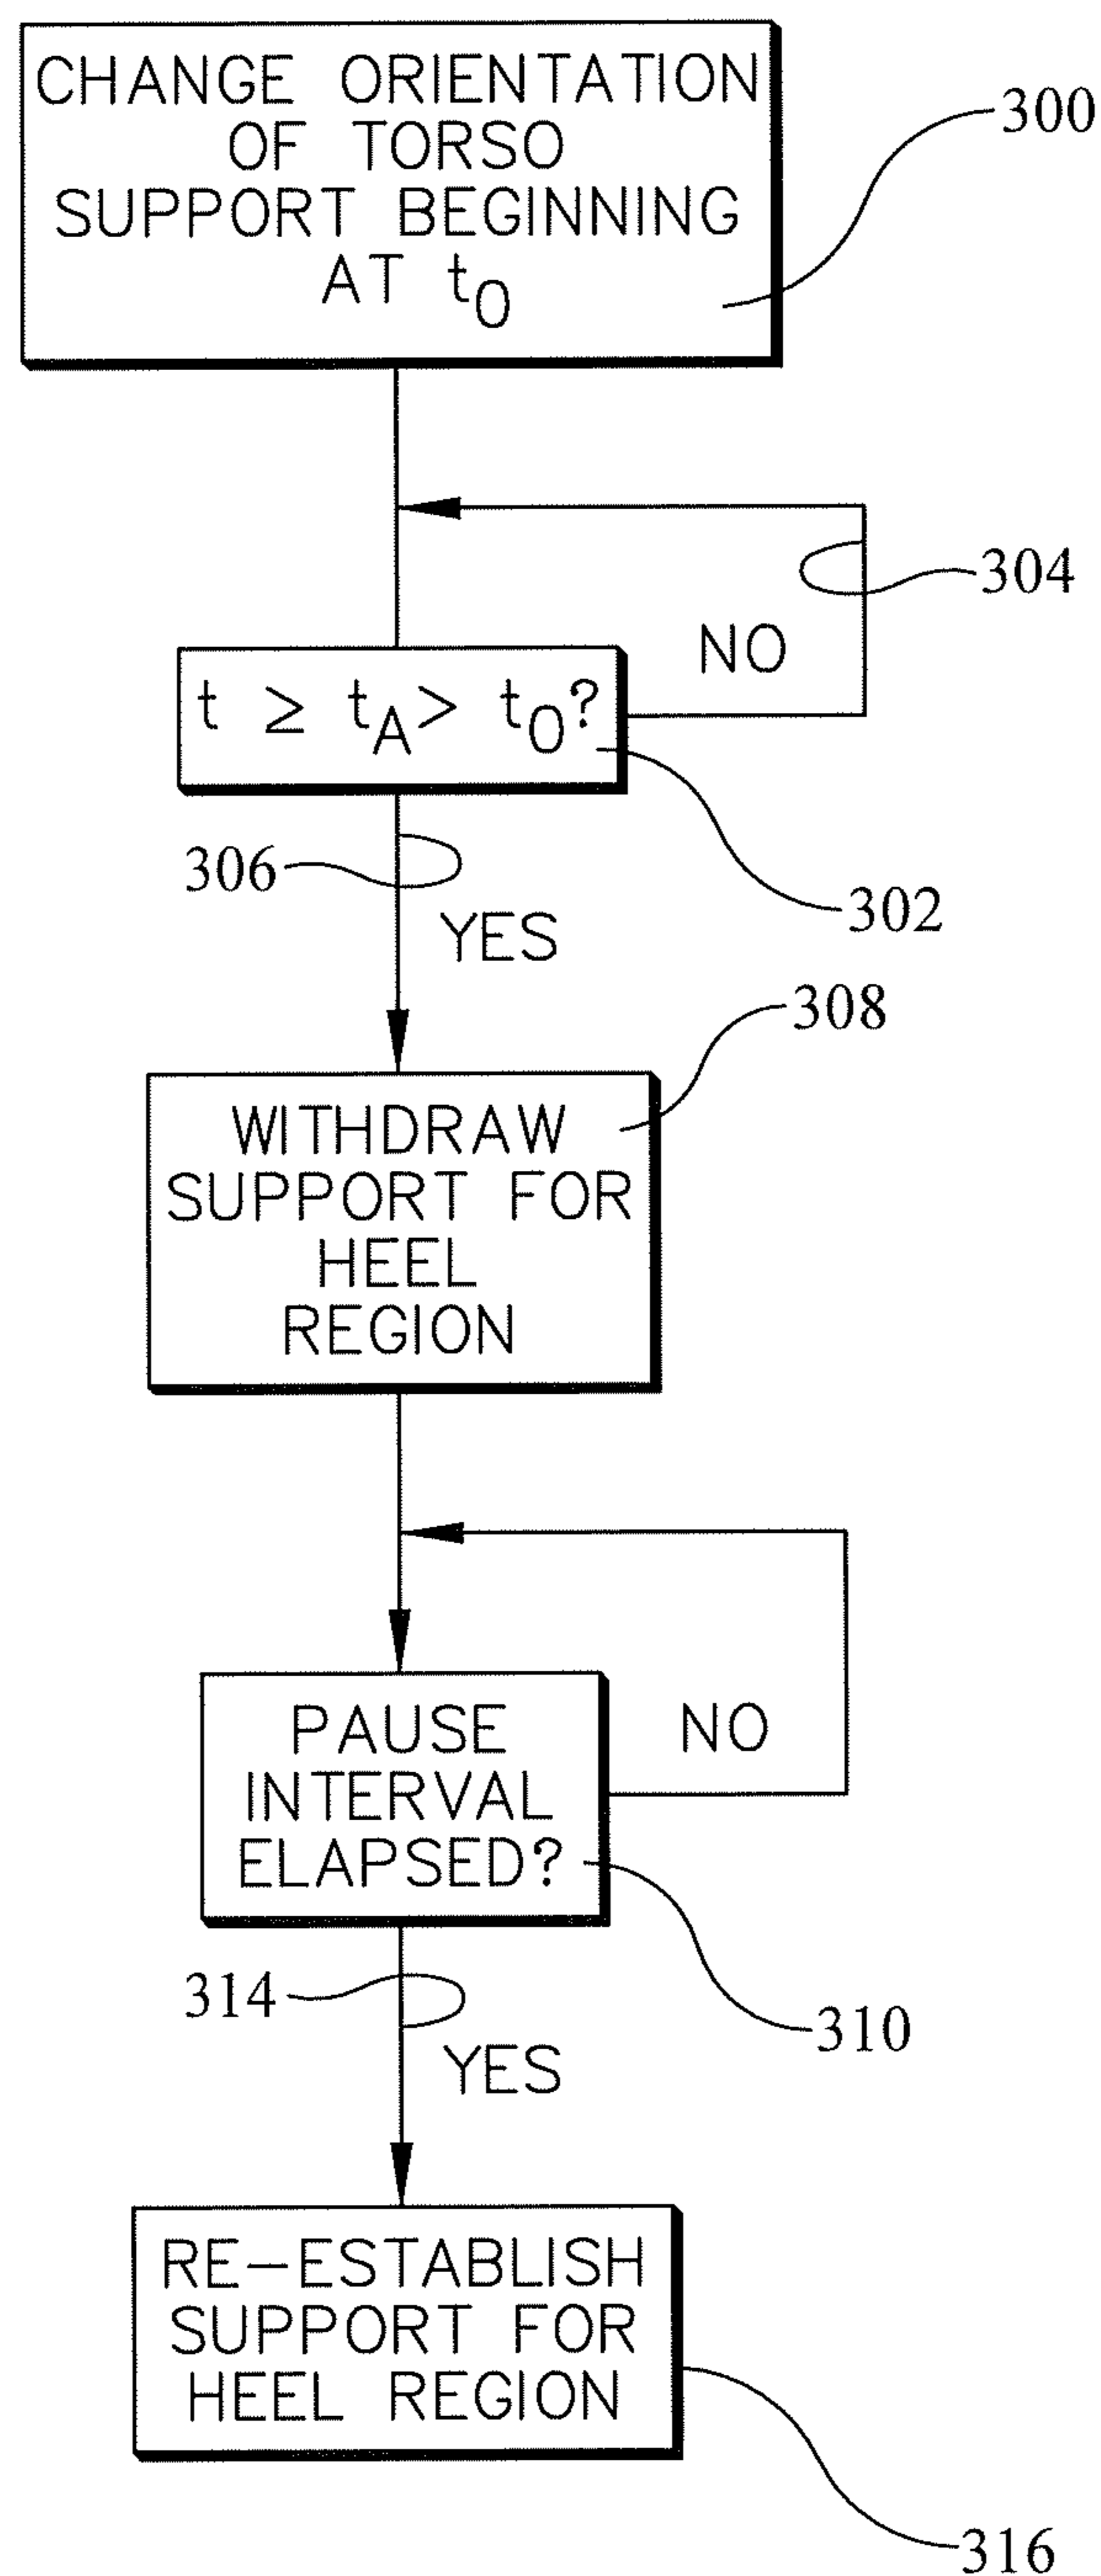 CHANGE ORIENTATION
OF TORSO
SUPPORT BEGINNING
AT t0
300
304
NO
t ≥ tA > t0?
306
302
YES
308
WITHDRAW
SUPPORT FOR
HEEL
REGION
PAUSE
INTERVAL
ELAPSED?
NO
314
310
YES
RE-ESTABLISH
SUPPORT FOR
HEEL REGION
316